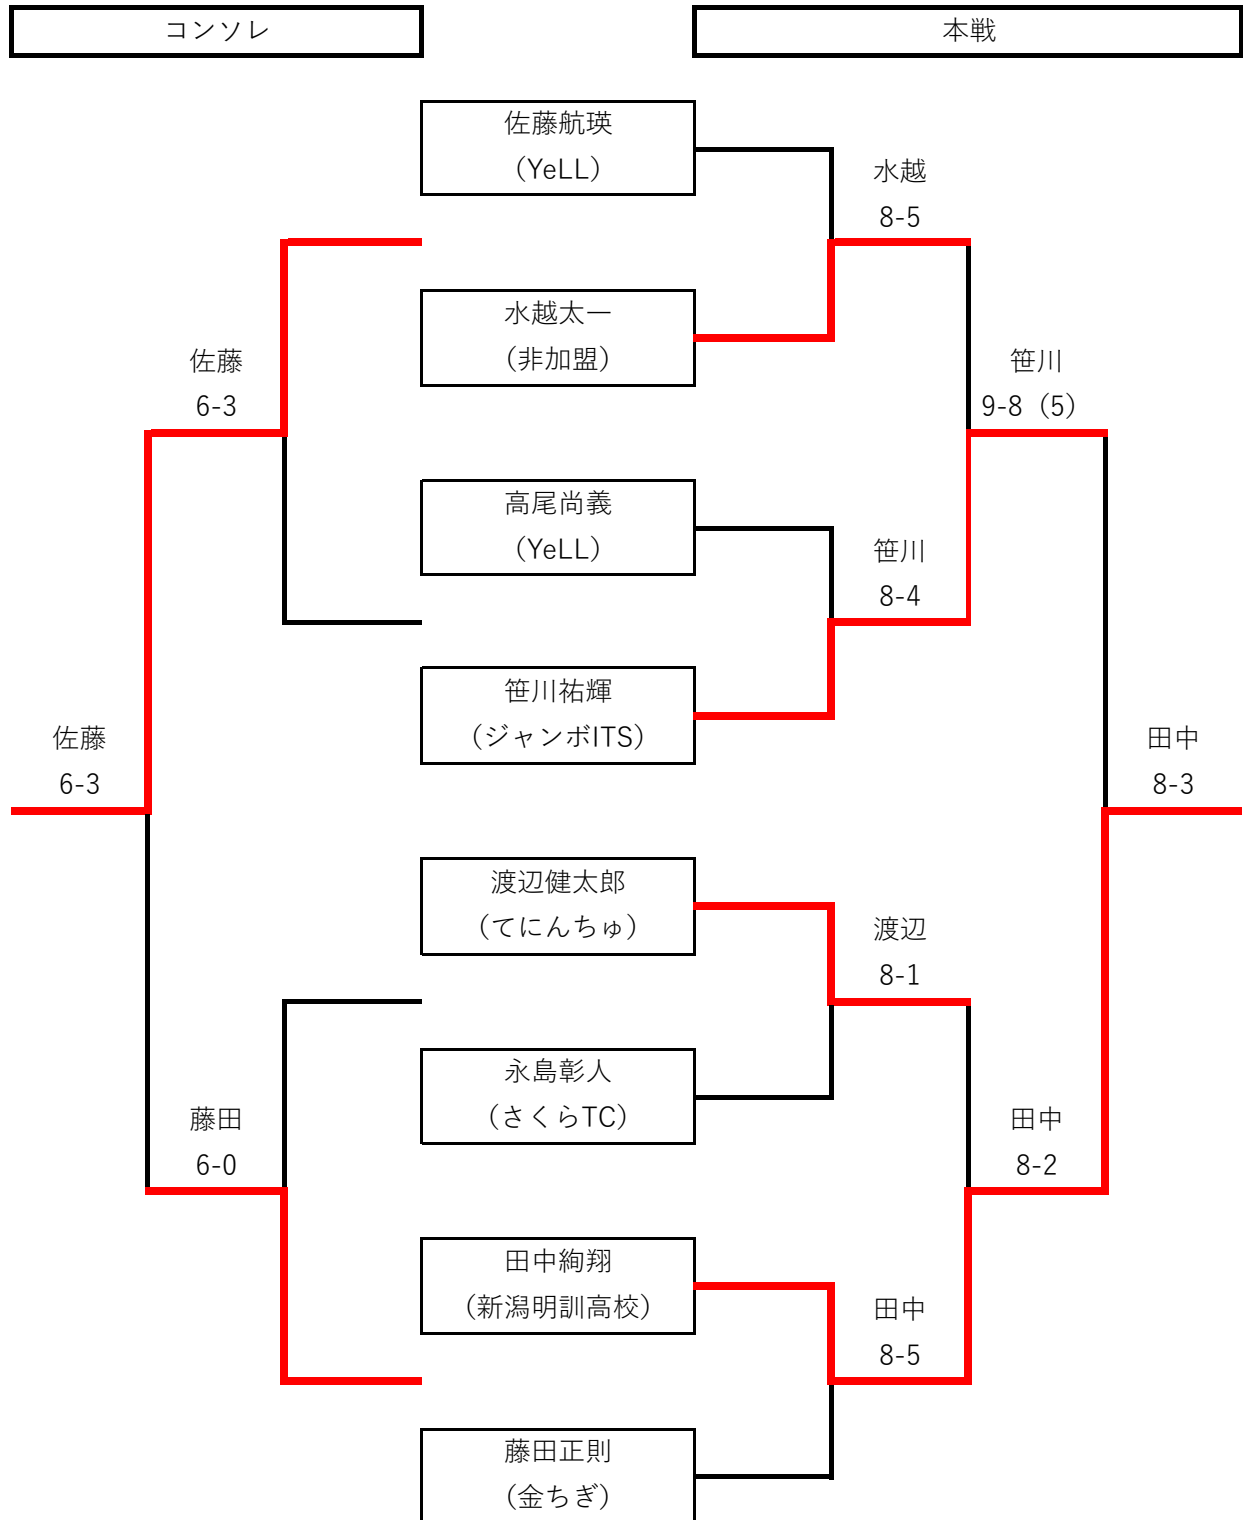 コンソレ
本戦
佐藤航瑛
(YeLL)
水越
8-5
水越太一
(非加盟)
佐藤
6-3
笹川
9-8 (5)
高尾尚義
(YeLL)
笹川
8-4
笹川祐輝
(ジャンボITS)
佐藤
6-3
田中
8-3
渡辺健太郎
(てにんちゅ)
渡辺
8-1
永島彰人
(さくらTC)
藤田
6-0
田中
8-2
田中絢翔
(新潟明訓高校)
田中
8-5
藤田正則
(金ちぎ)